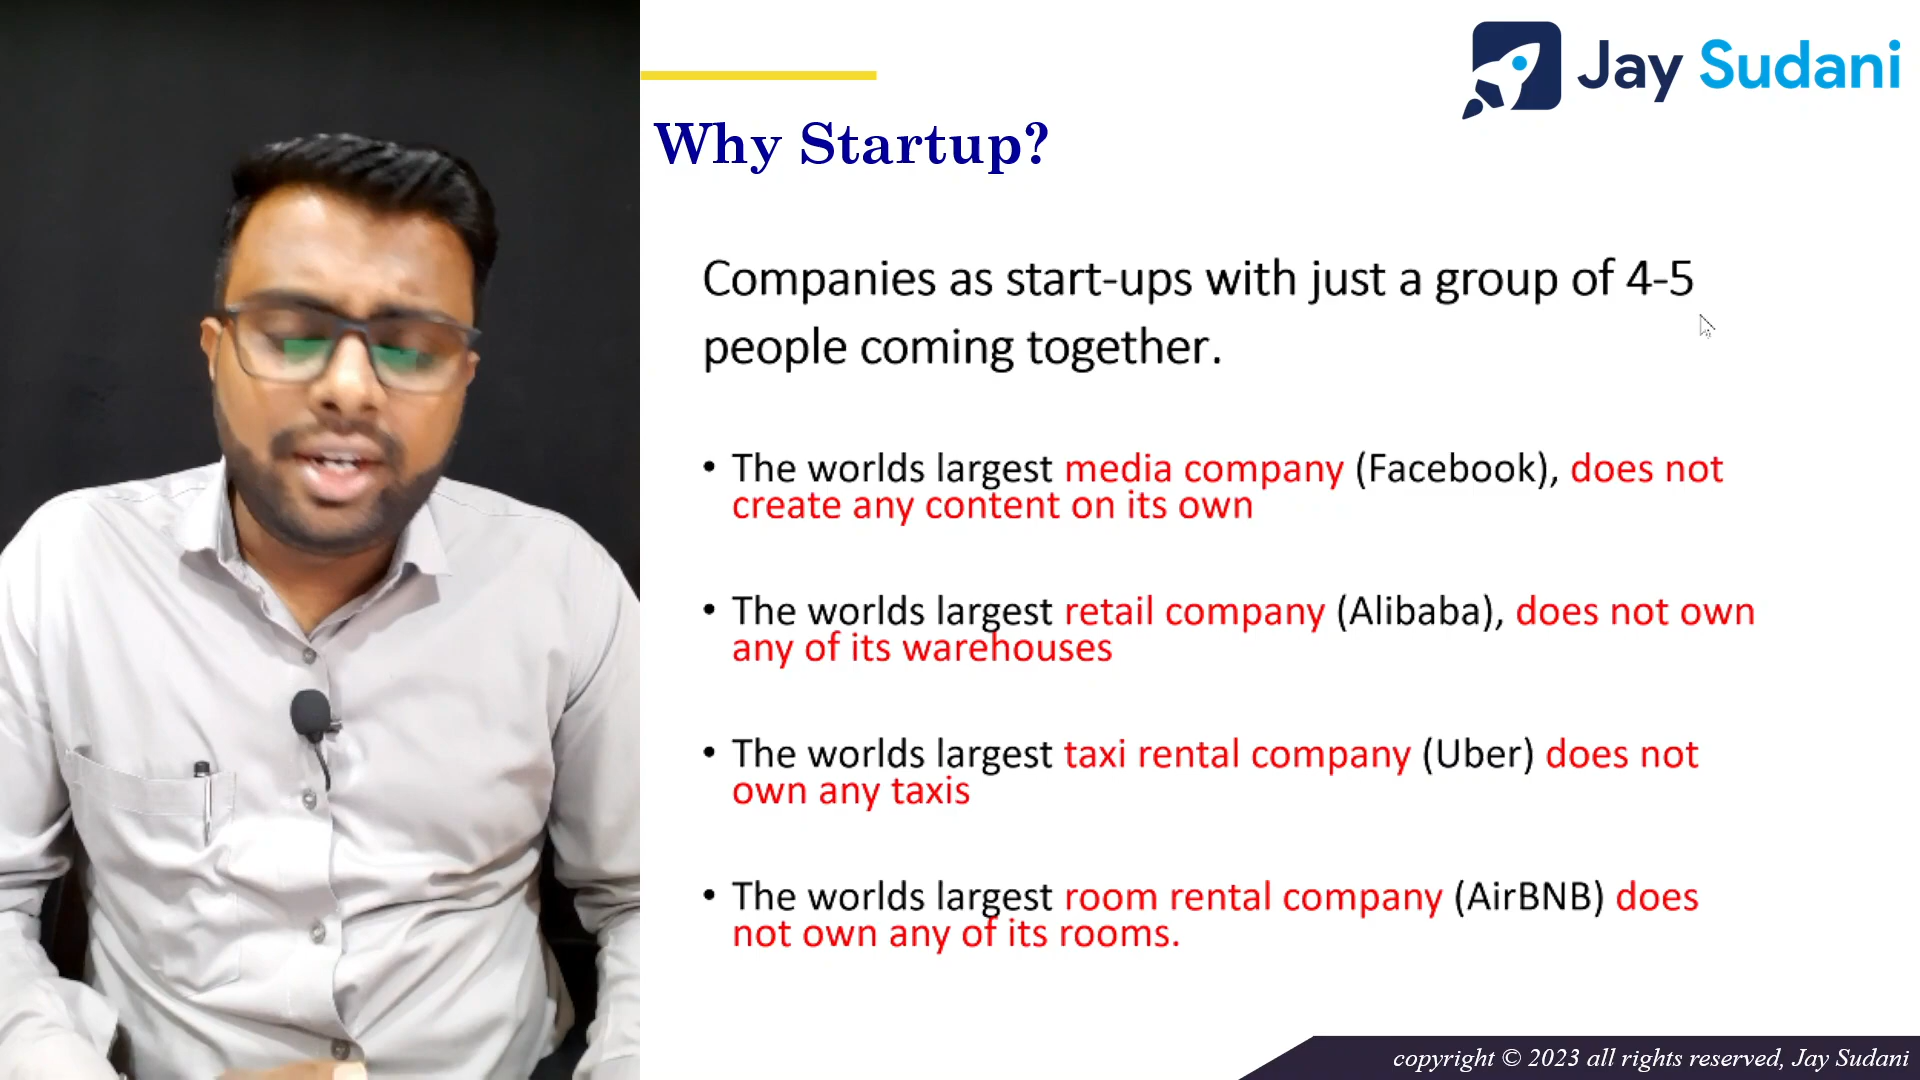 Jay Sudani
Why Startup?
Companies as start-ups with just a group of 4-5
people coming together.
• The worlds largest media company (Facebook), does not
create any content on its own
• The worlds largest retail company (Alibaba), does not own
any of its warehouses
• The worlds largest taxi rental company (Uber) does not
own any taxis
• The worlds largest room rental company (AirBNB) does
not own any of its rooms.
copyright © 2023 all rights reserved, Jay Sudani